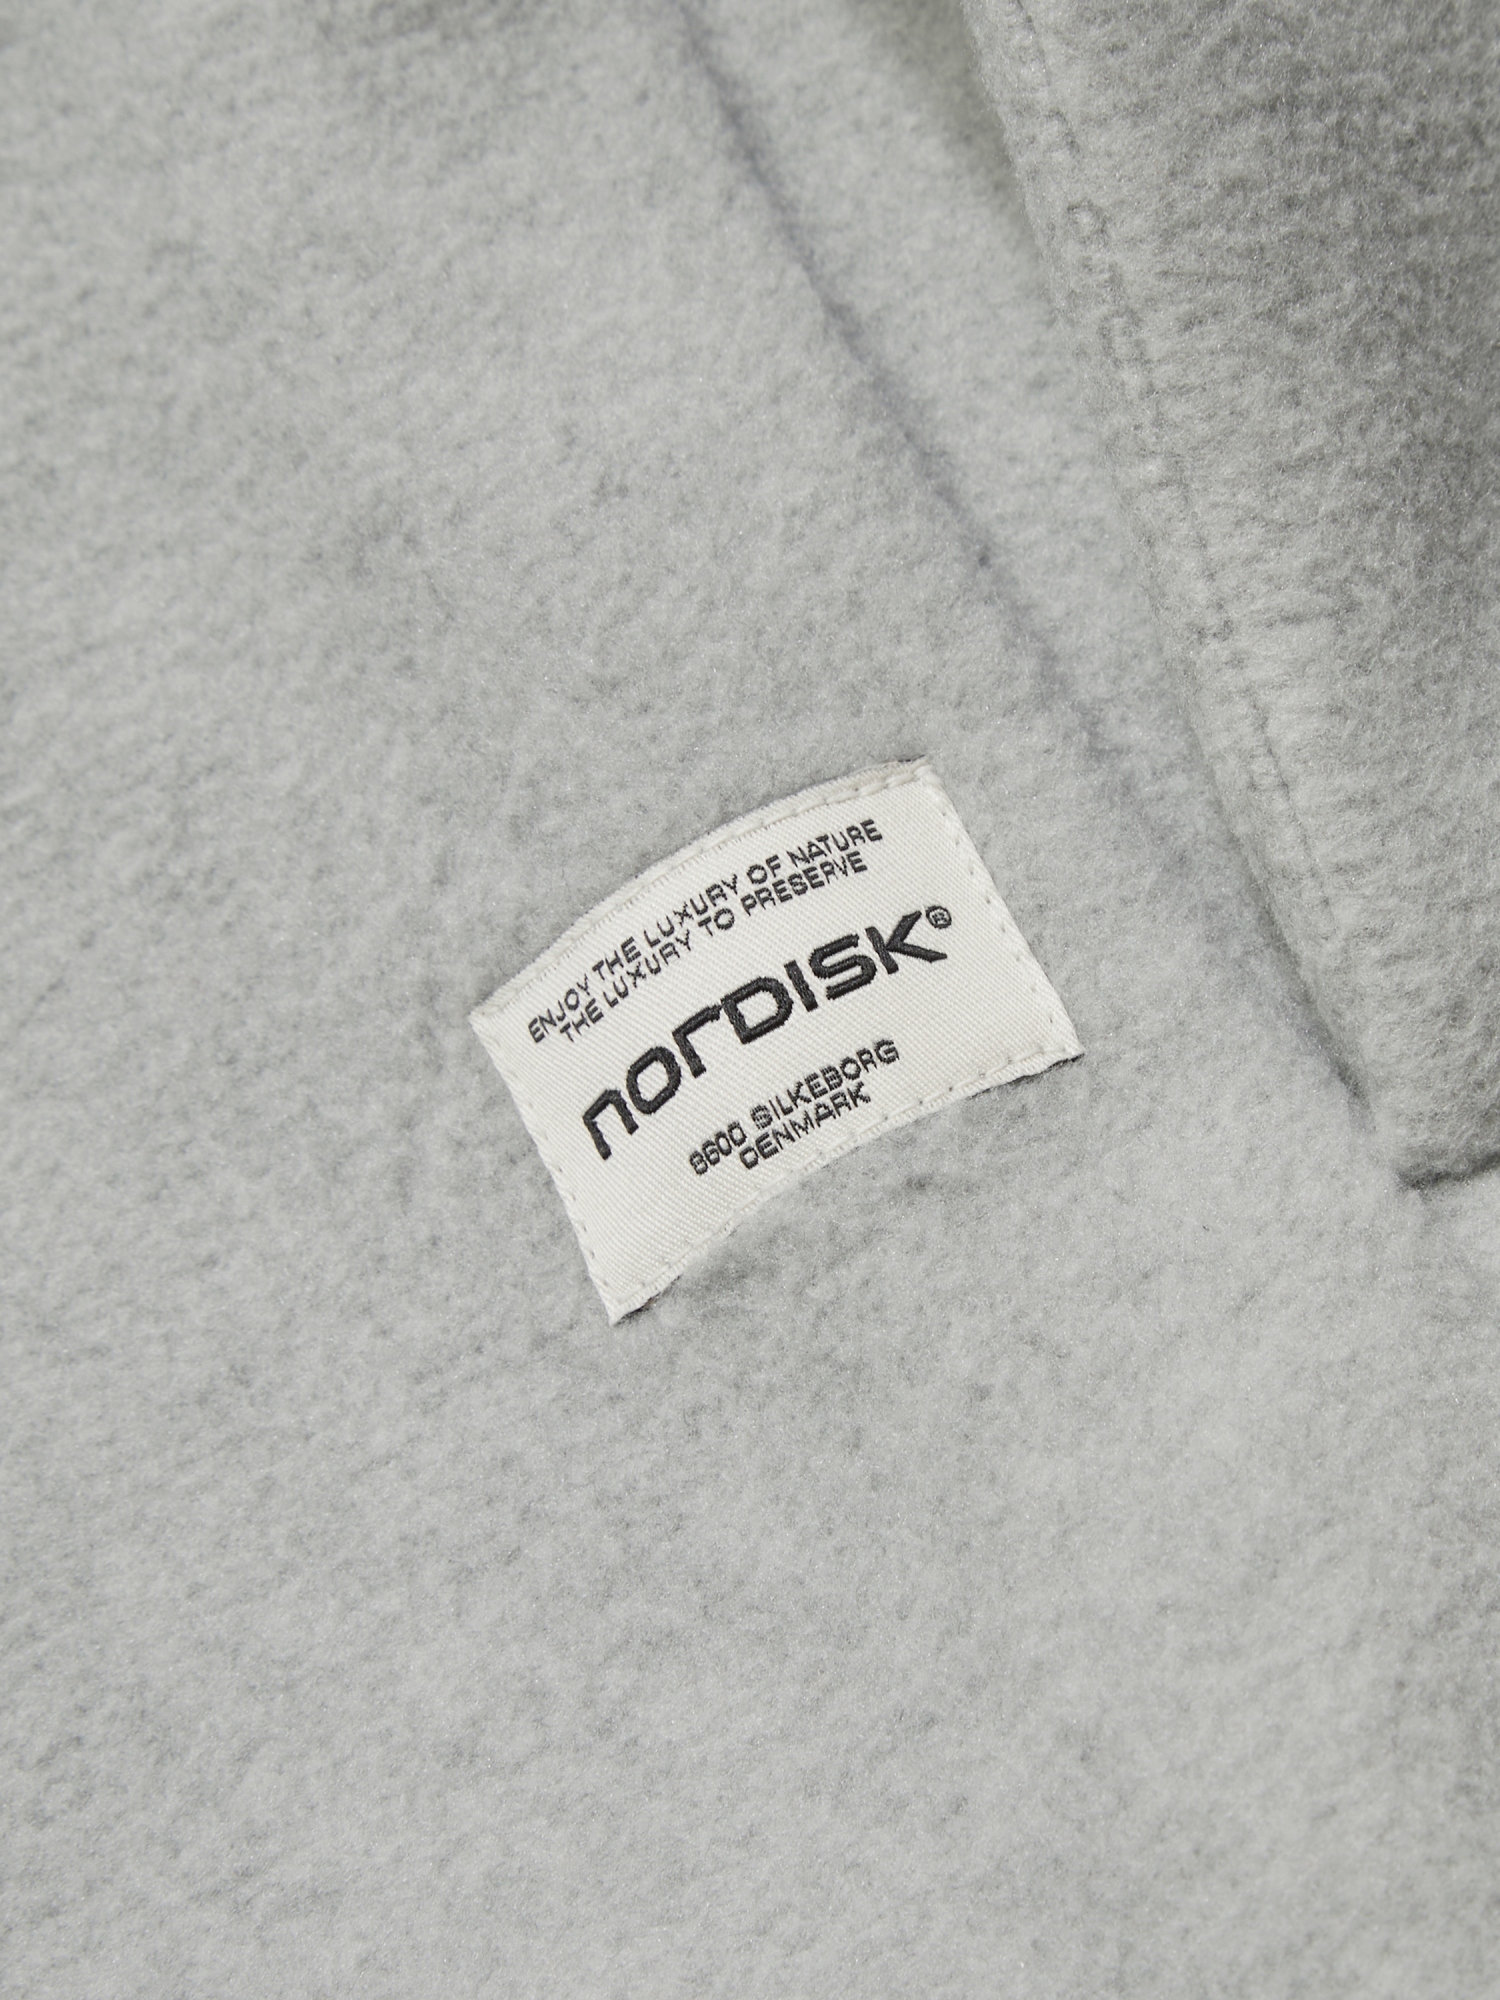 ENJOY THE LUXURY OF NATURE
THE LUXURY TO PRESERVE
NORDISK®
8600 SILKEBORG
DENMARK